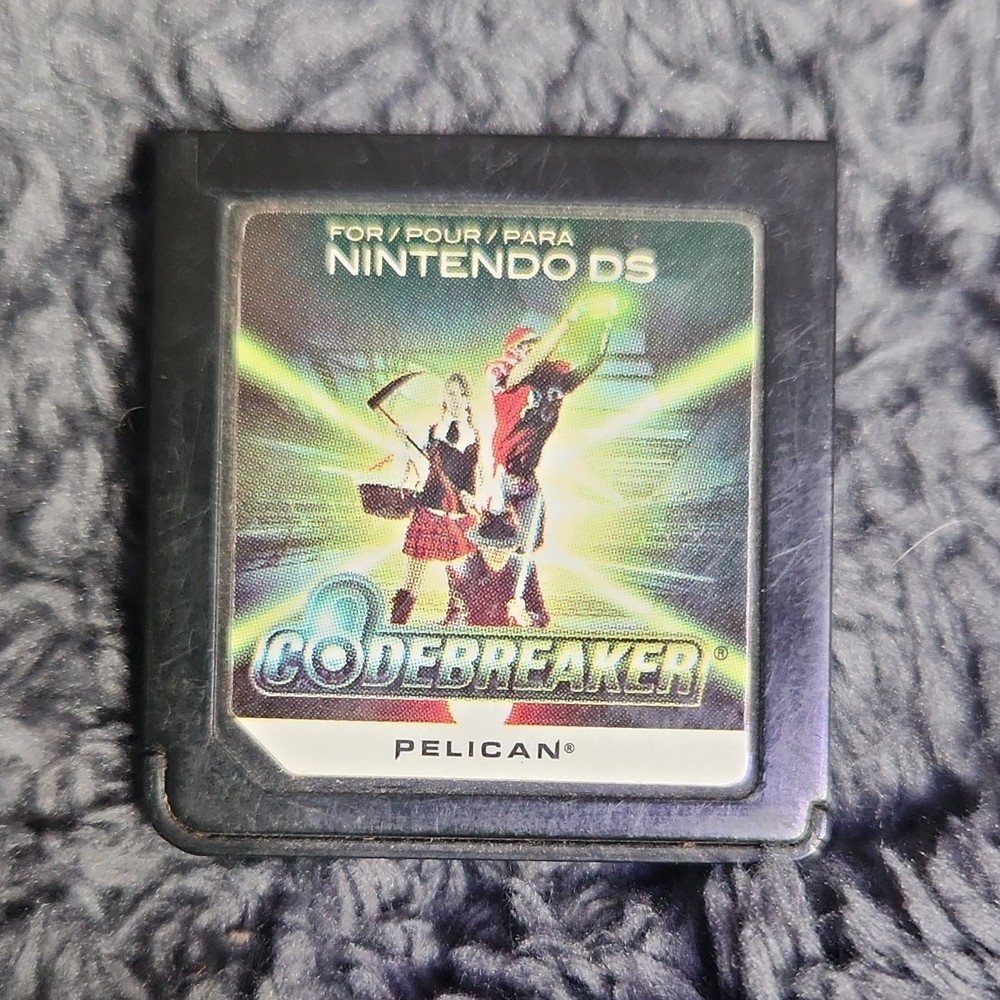 FOR/POUR/PARA
NINTENDO DS
CODEBREAKER®
PELICAN®